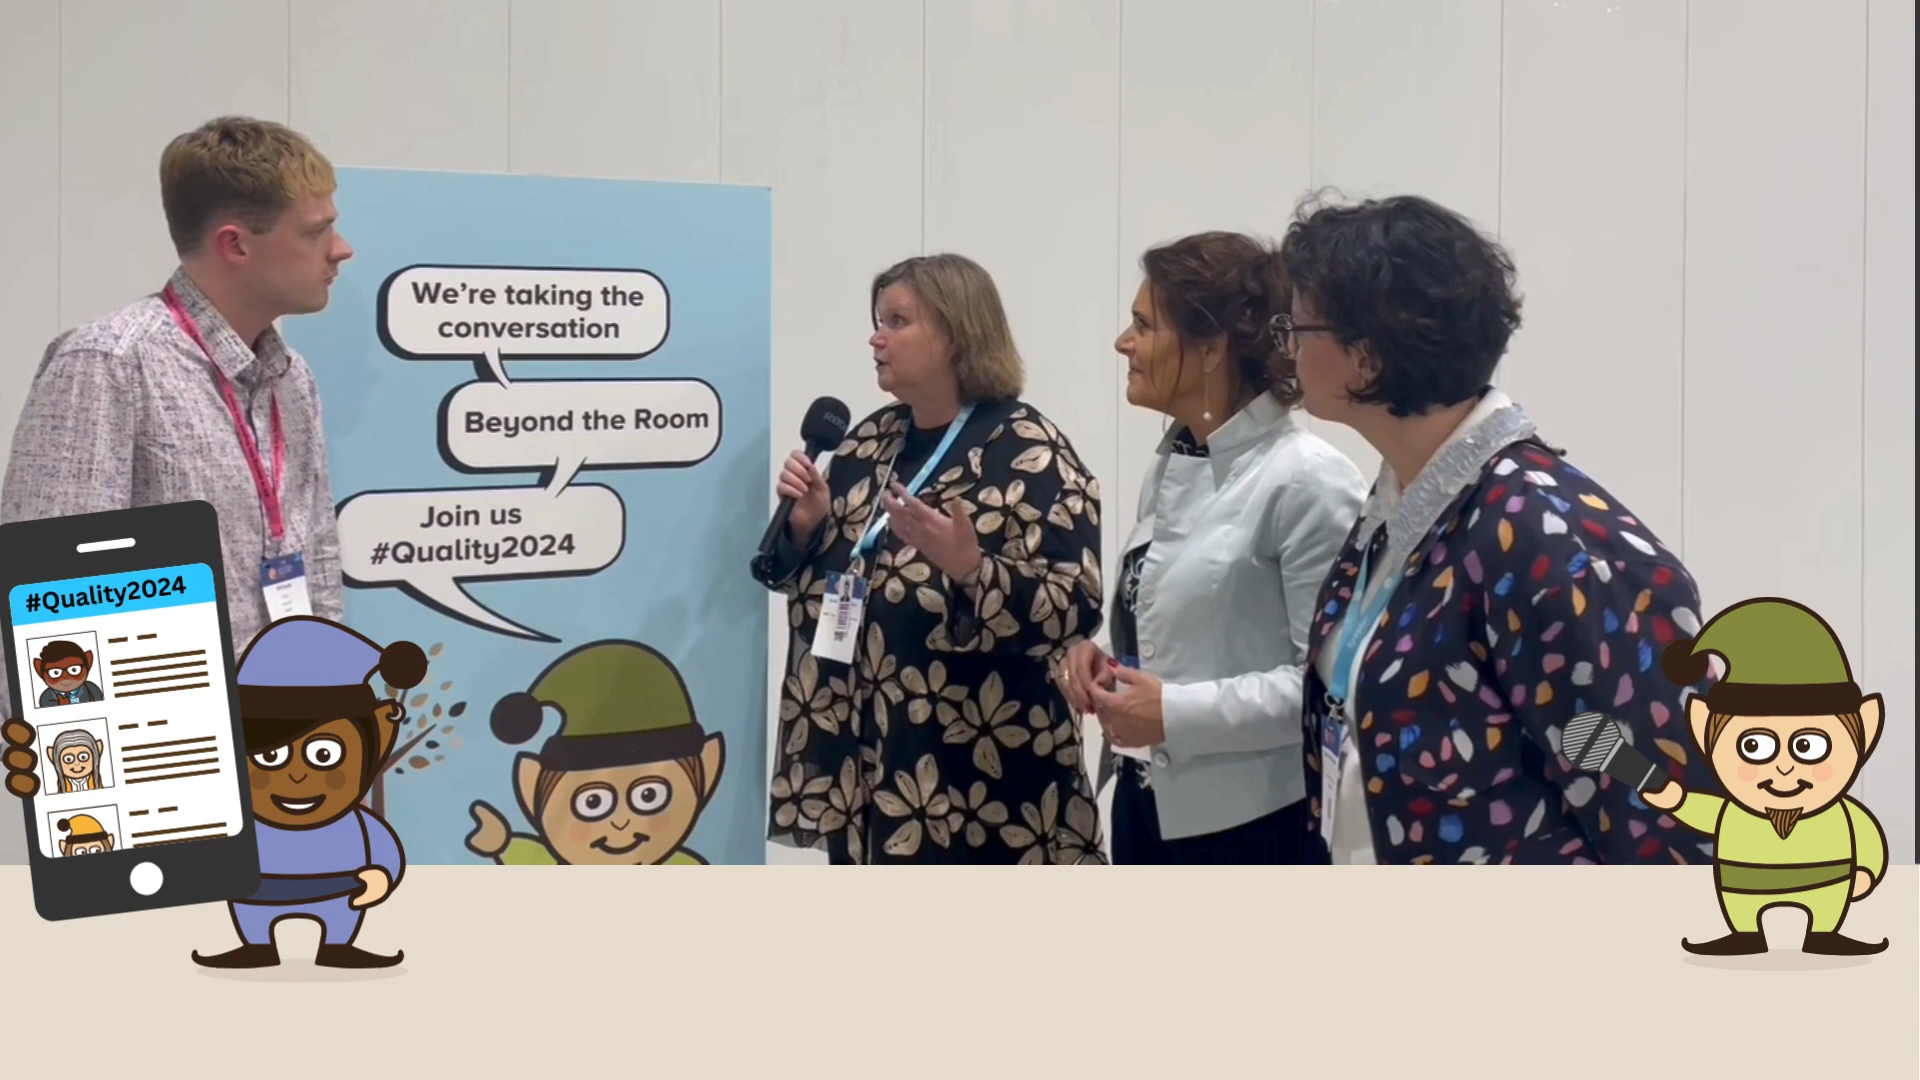 We're taking the
conversation
Beyond the Room
Join us
#Quality2024
#Quality2024